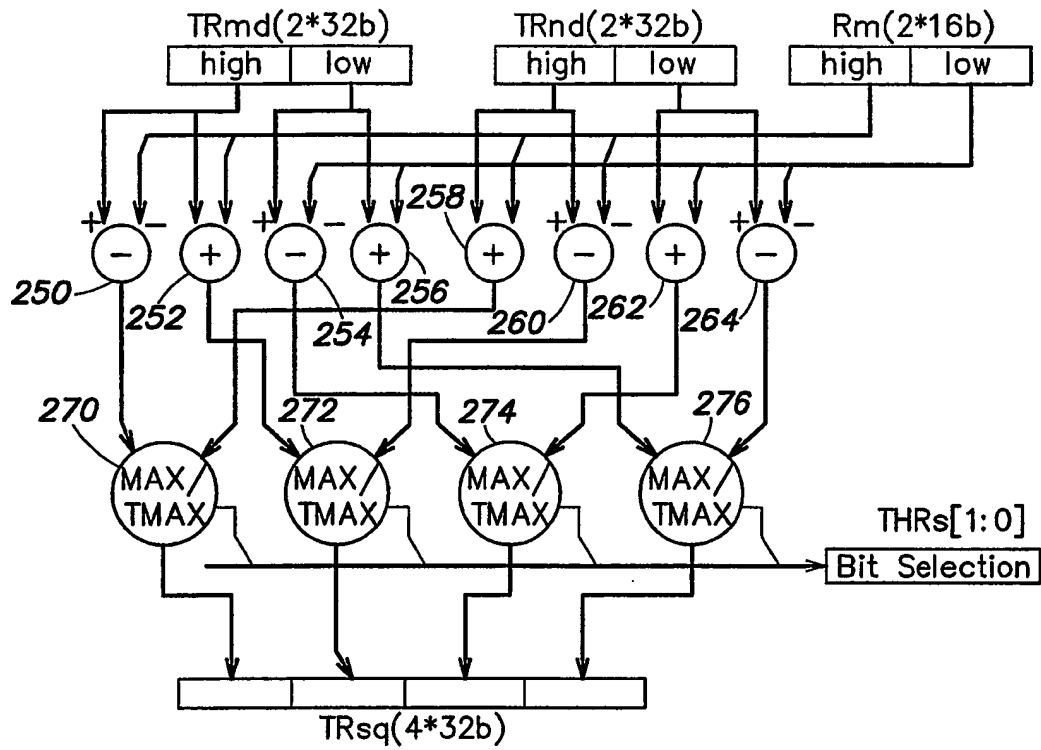 TRmd(2*32b) TRnd(2*32b) Rm(2*16b)
high low high low high low
+ - + - + - + -
- + - + + - + -
250 252 254 256 258 260 262 264
270 272 274 276
MAX/ MAX/ MAX/ MAX/
TMAX TMAX TMAX TMAX
THRs[1:0]
Bit Selection
TRsq(4*32b)